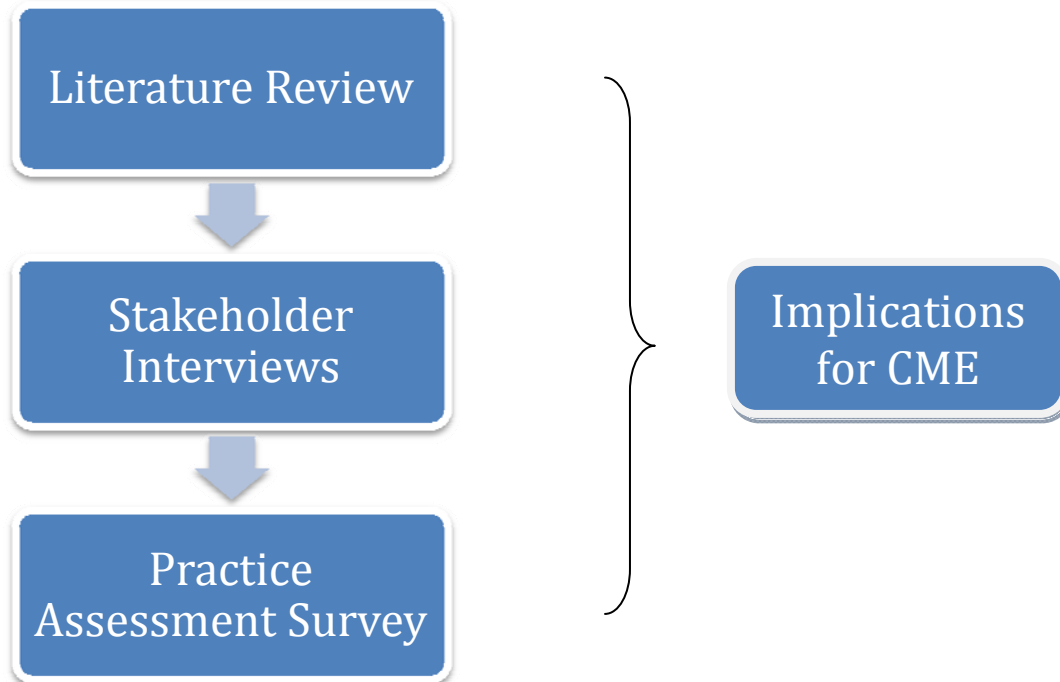 Literature Review
Stakeholder
Interviews
Practice
Assessment Survey
Implications
for CME